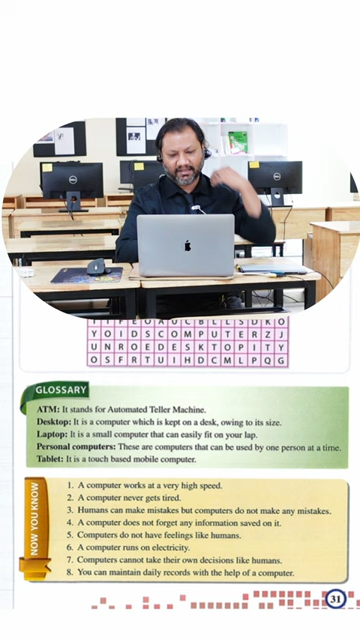 DELL
DELL
YOIDSCOMPUTERZJ
UNROEDESKTOPITY
OSFRTUIHDCMLPQG
GLOSSARY
ATM: It stands for Automated Teller Machine.
Desktop: It is a computer which is kept on a desk, owing to its size.
Laptop: It is a small computer that can easily fit on your lap.
Personal computers: These are computers that can be used by one person at a time.
Tablet: It is a touch based mobile computer.
NOW YOU KNOW
1. A computer works at a very high speed.
2. A computer never gets tired.
3. Humans can make mistakes but computers do not make any mistakes.
4. A computer does not forget any information saved on it.
5. Computers do not have feelings like humans.
6. A computer runs on electricity.
7. Computers cannot take their own decisions like humans.
8. You can maintain daily records with the help of a computer.
31